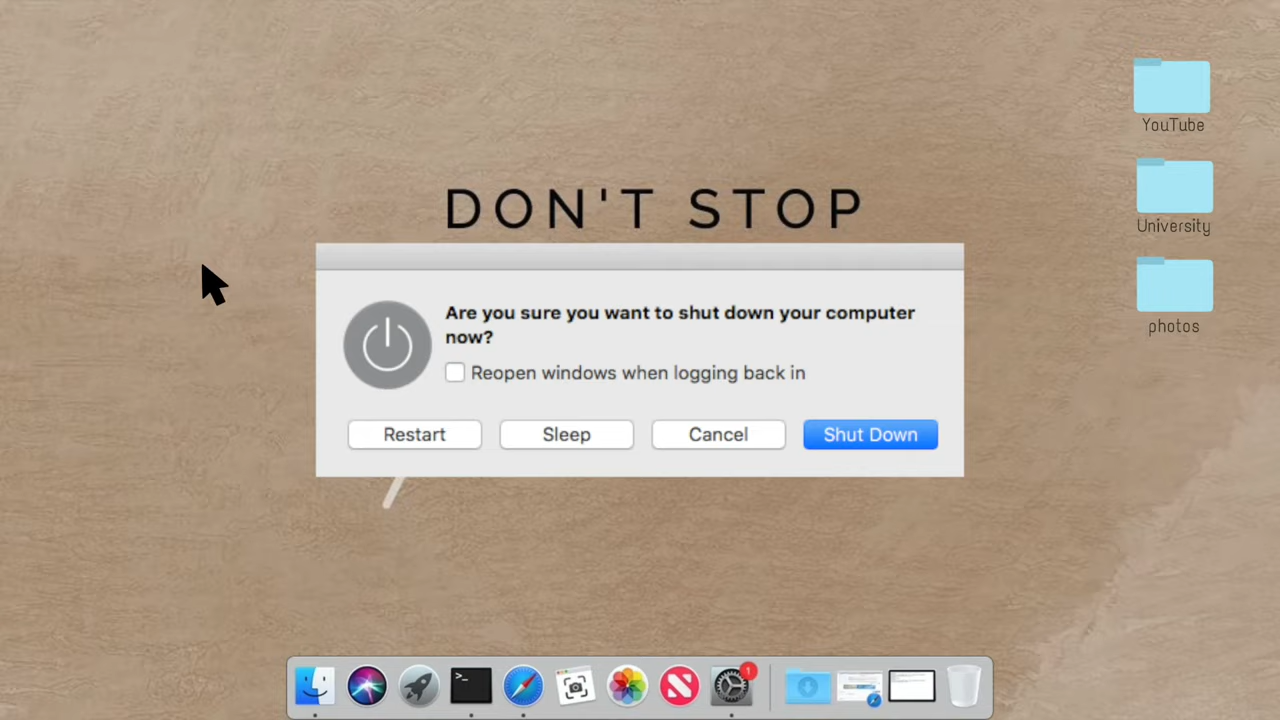 YouTube
University
photos
DON'T STOP
Are you sure you want to shut down your computer
now?
Reopen windows when logging back in
Restart
Sleep
Cancel
Shut Down
>_
1